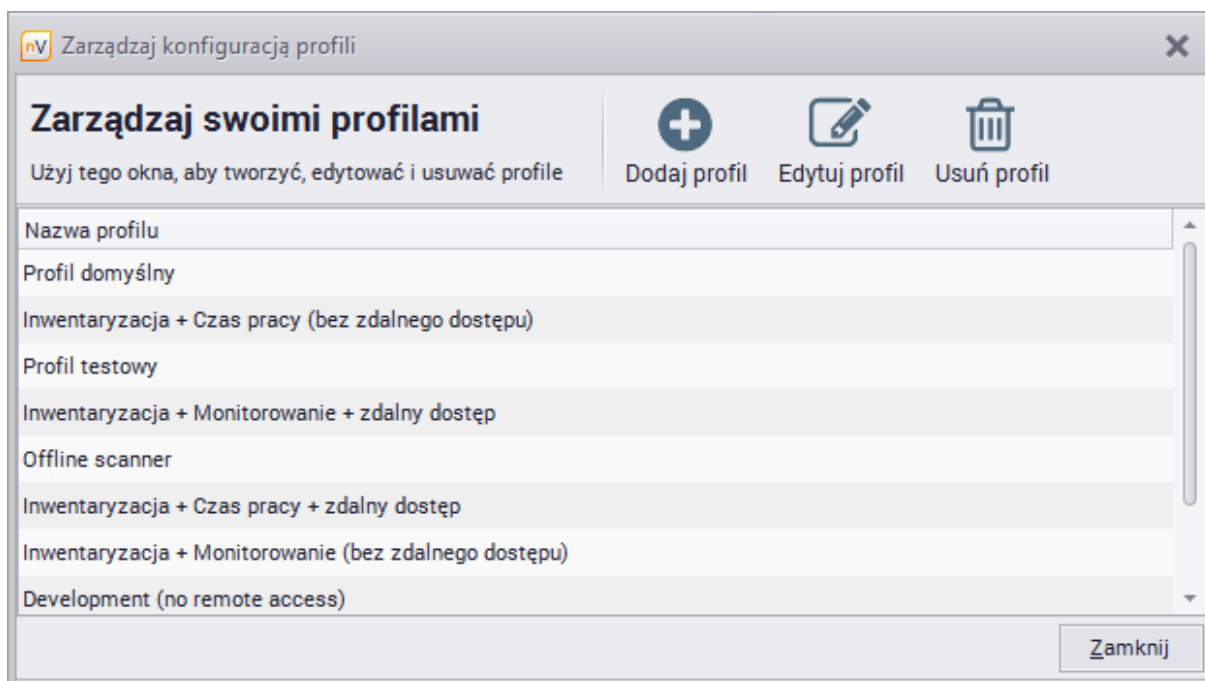 nV Zarządzaj konfiguracją profili
Zarządzaj swoimi profilami
Użyj tego okna, aby tworzyć, edytować i usuwać profile
Dodaj profil
Edytuj profil
Usuń profil
Nazwa profilu
Profil domyślny
Inwentaryzacja + Czas pracy (bez zdalnego dostępu)
Profil testowy
Inwentaryzacja + Monitorowanie + zdalny dostęp
Offline scanner
Inwentaryzacja + Czas pracy + zdalny dostęp
Inwentaryzacja + Monitorowanie (bez zdalnego dostępu)
Development (no remote access)
Zamknij